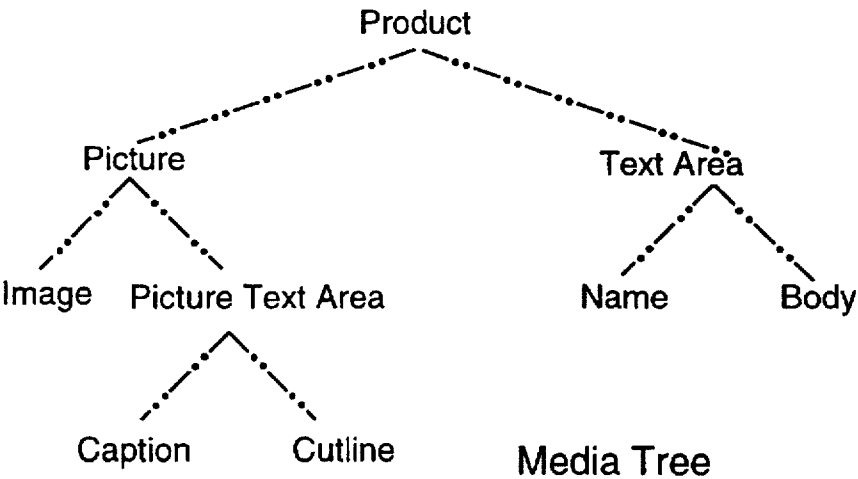 Product
Picture Text Area
Image Picture Text Area Name Body
Caption Cutline
Media Tree